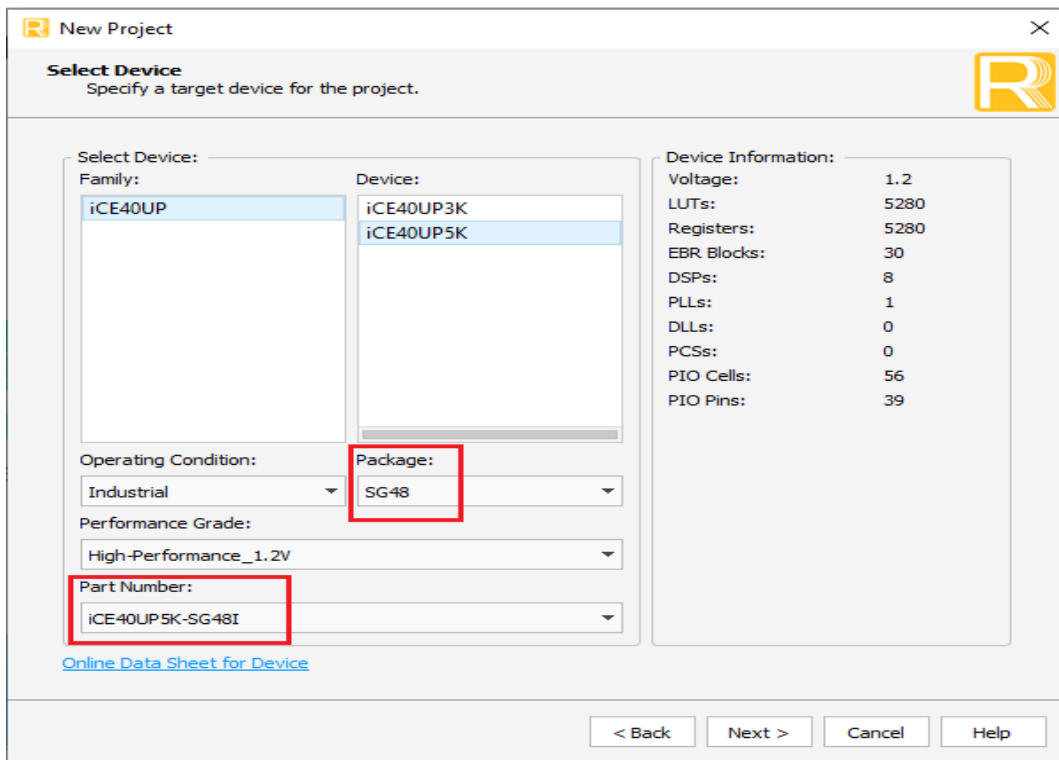 New Project
Select Device
Specify a target device for the project.
Select Device:
Family:
Device:
iCE40UP
iCE40UP3K
iCE40UP5K
Operating Condition:
Package:
Industrial
SG48
Performance Grade:
High-Performance_1.2V
Part Number:
iCE40UP5K-SG48I
Online Data Sheet for Device
Device Information:
Voltage: 1.2
LUTs: 5280
Registers: 5280
EBR Blocks: 30
DSPs: 8
PLLs: 1
DLLs: 0
PCSs: 0
PIO Cells: 56
PIO Pins: 39
< Back
Next >
Cancel
Help